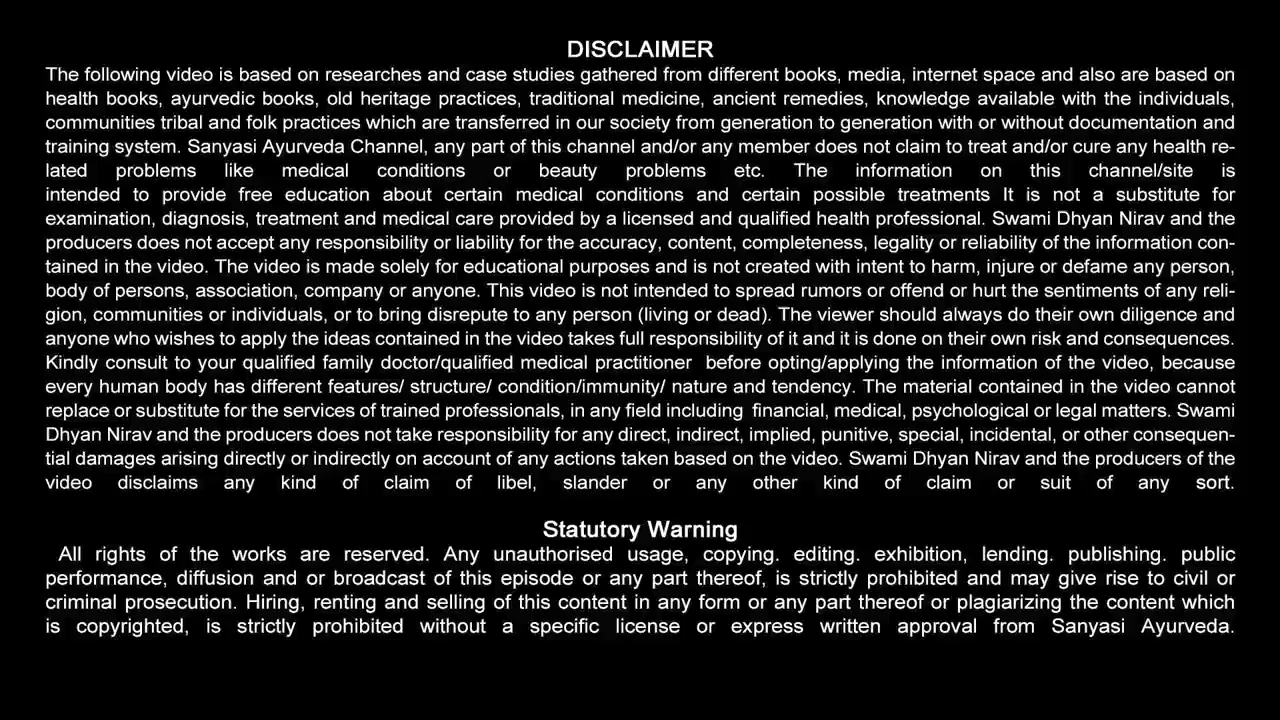 DISCLAIMER
The following video is based on researches and case studies gathered from different books, media, internet space and also are based on
health books, ayurvedic books, old heritage practices, traditional medicine, ancient remedies, knowledge available with the individuals,
communities tribal and folk practices which are transferred in our society from generation to generation with or without documentation and
training system. Sanyasi Ayurveda Channel, any part of this channel and/or any member does not claim to treat and/or cure any health re-
lated problems like medical conditions or beauty problems etc. The information on this channel/site is
intended to provide free education about certain medical conditions and certain possible treatments It is not a substitute for
examination, diagnosis, treatment and medical care provided by a licensed and qualified health professional. Swami Dhyan Nirav and the
producers does not accept any responsibility or liability for the accuracy, content, completeness, legality or reliability of the information con-
tained in the video. The video is made solely for educational purposes and is not created with intent to harm, injure or defame any person,
body of persons, association, company or anyone. This video is not intended to spread rumors or offend or hurt the sentiments of any reli-
gion, communities or individuals, or to bring disrepute to any person (living or dead). The viewer should always do their own diligence and
anyone who wishes to apply the ideas contained in the video takes full responsibility of it and it is done on their own risk and consequences.
Kindly consult to your qualified family doctor/qualified medical practitioner before opting/applying the information of the video, because
every human body has different features/ structure/ condition/immunity/ nature and tendency. The material contained in the video cannot
replace or substitute for the services of trained professionals, in any field including financial, medical, psychological or legal matters. Swami
Dhyan Nirav and the producers does not take responsibility for any direct, indirect, implied, punitive, special, incidental, or other consequen-
tial damages arising directly or indirectly on account of any actions taken based on the video. Swami Dhyan Nirav and the producers of the
video disclaims any kind of claim of libel, slander or any other kind of claim or suit of any sort.
Statutory Warning
All rights of the works are reserved. Any unauthorised usage, copying. editing. exhibition, lending. publishing. public
performance, diffusion and or broadcast of this episode or any part thereof, is strictly prohibited and may give rise to civil or
criminal prosecution. Hiring, renting and selling of this content in any form or any part thereof or plagiarizing the content which
is copyrighted, is strictly prohibited without a specific license or express written approval from Sanyasi Ayurveda.